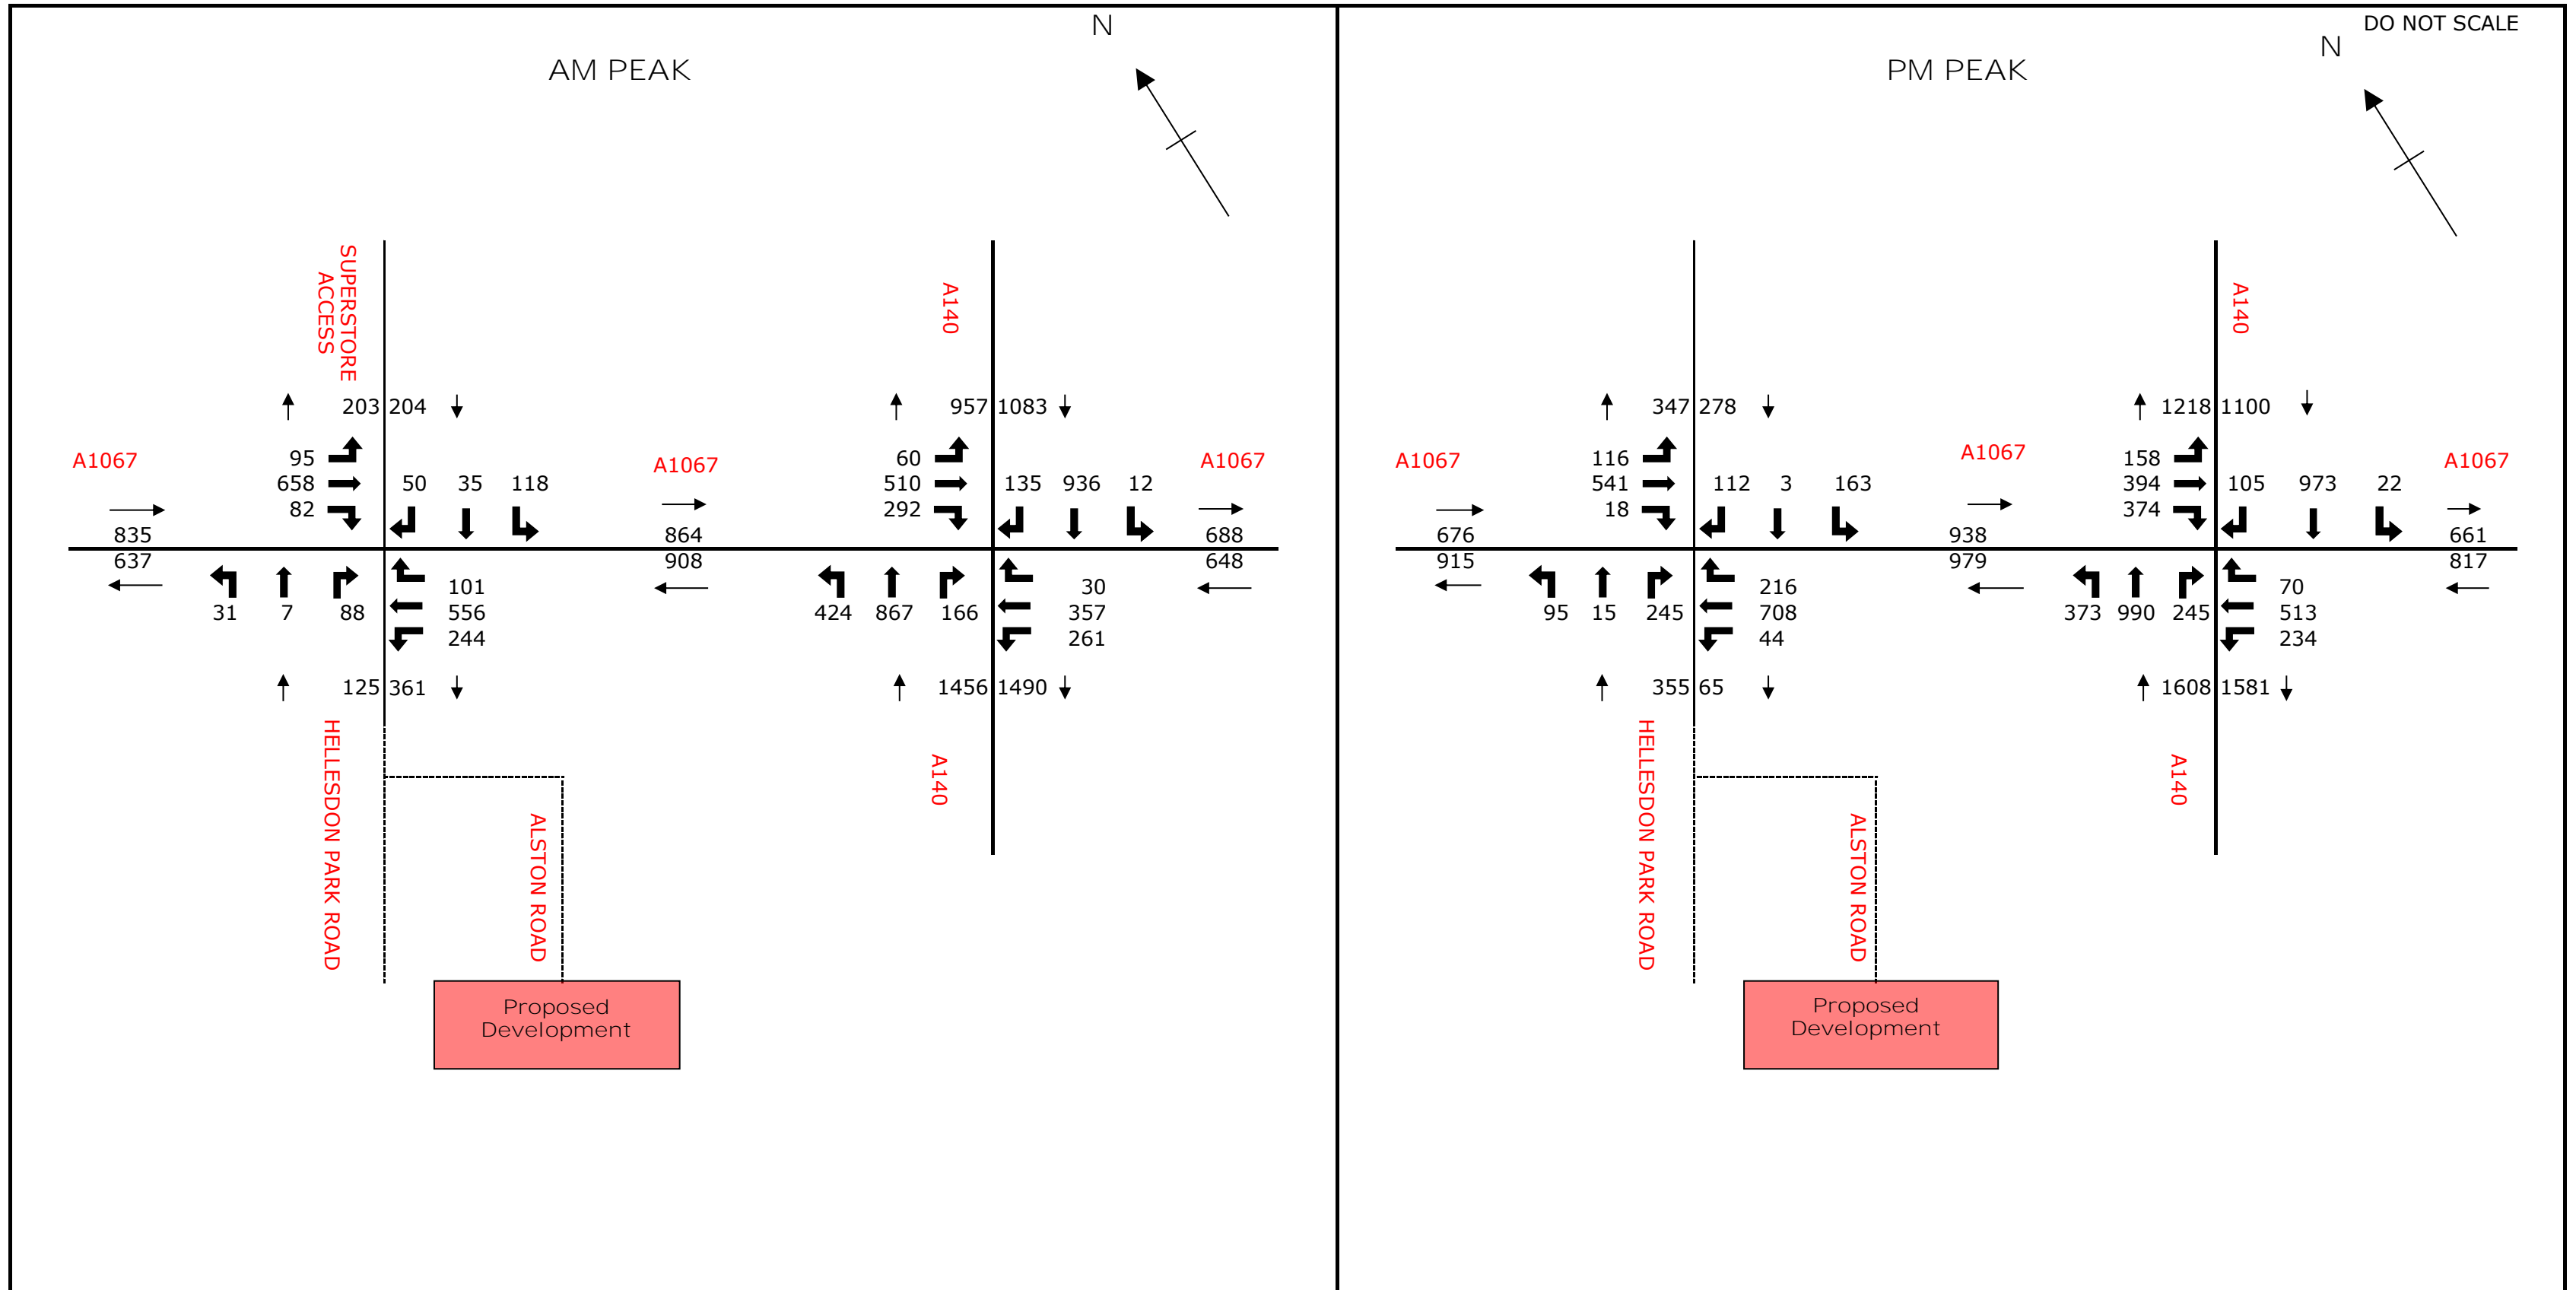 DO NOT SCALE
AM PEAK
N
SUPERSTORE
ACCESS
A140
203 204
957 1083
A1067
95
658
82
50 35 118
A1067
60
510
292
135 936 12
A1067
835
637
864
908
688
648
31 7 88
101
556
244
424 867 166
30
357
261
125 361
1456 1490
HELLESDON PARK ROAD
ALSTON ROAD
A140
Proposed
Development
PM PEAK
N
A140
347 278
1218 1100
A1067
116
541
18
112 3 163
A1067
158
394
374
105 973 22
A1067
676
915
938
979
661
817
95 15 245
216
708
44
373 990 245
70
513
234
355 65
1608 1581
HELLESDON PARK ROAD
ALSTON ROAD
A140
Proposed
Development